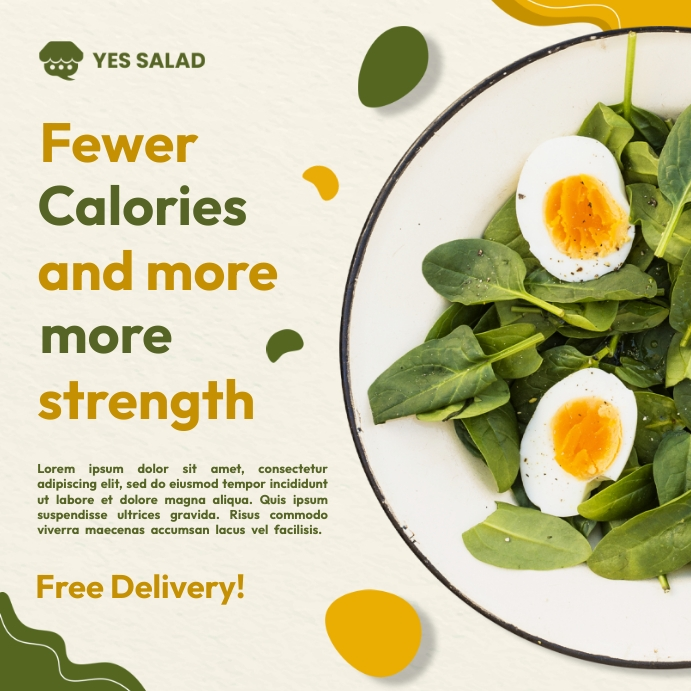 YES SALAD
Fewer
Calories
and more
more
strength
Lorem ipsum dolor sit amet, consectetur
adipiscing elit, sed do eiusmod tempor incididunt
ut labore et dolore magna aliqua. Quis ipsum
suspendisse ultrices gravida. Risus commodo
viverra maecenas accumsan lacus vel facilisis.
Free Delivery!